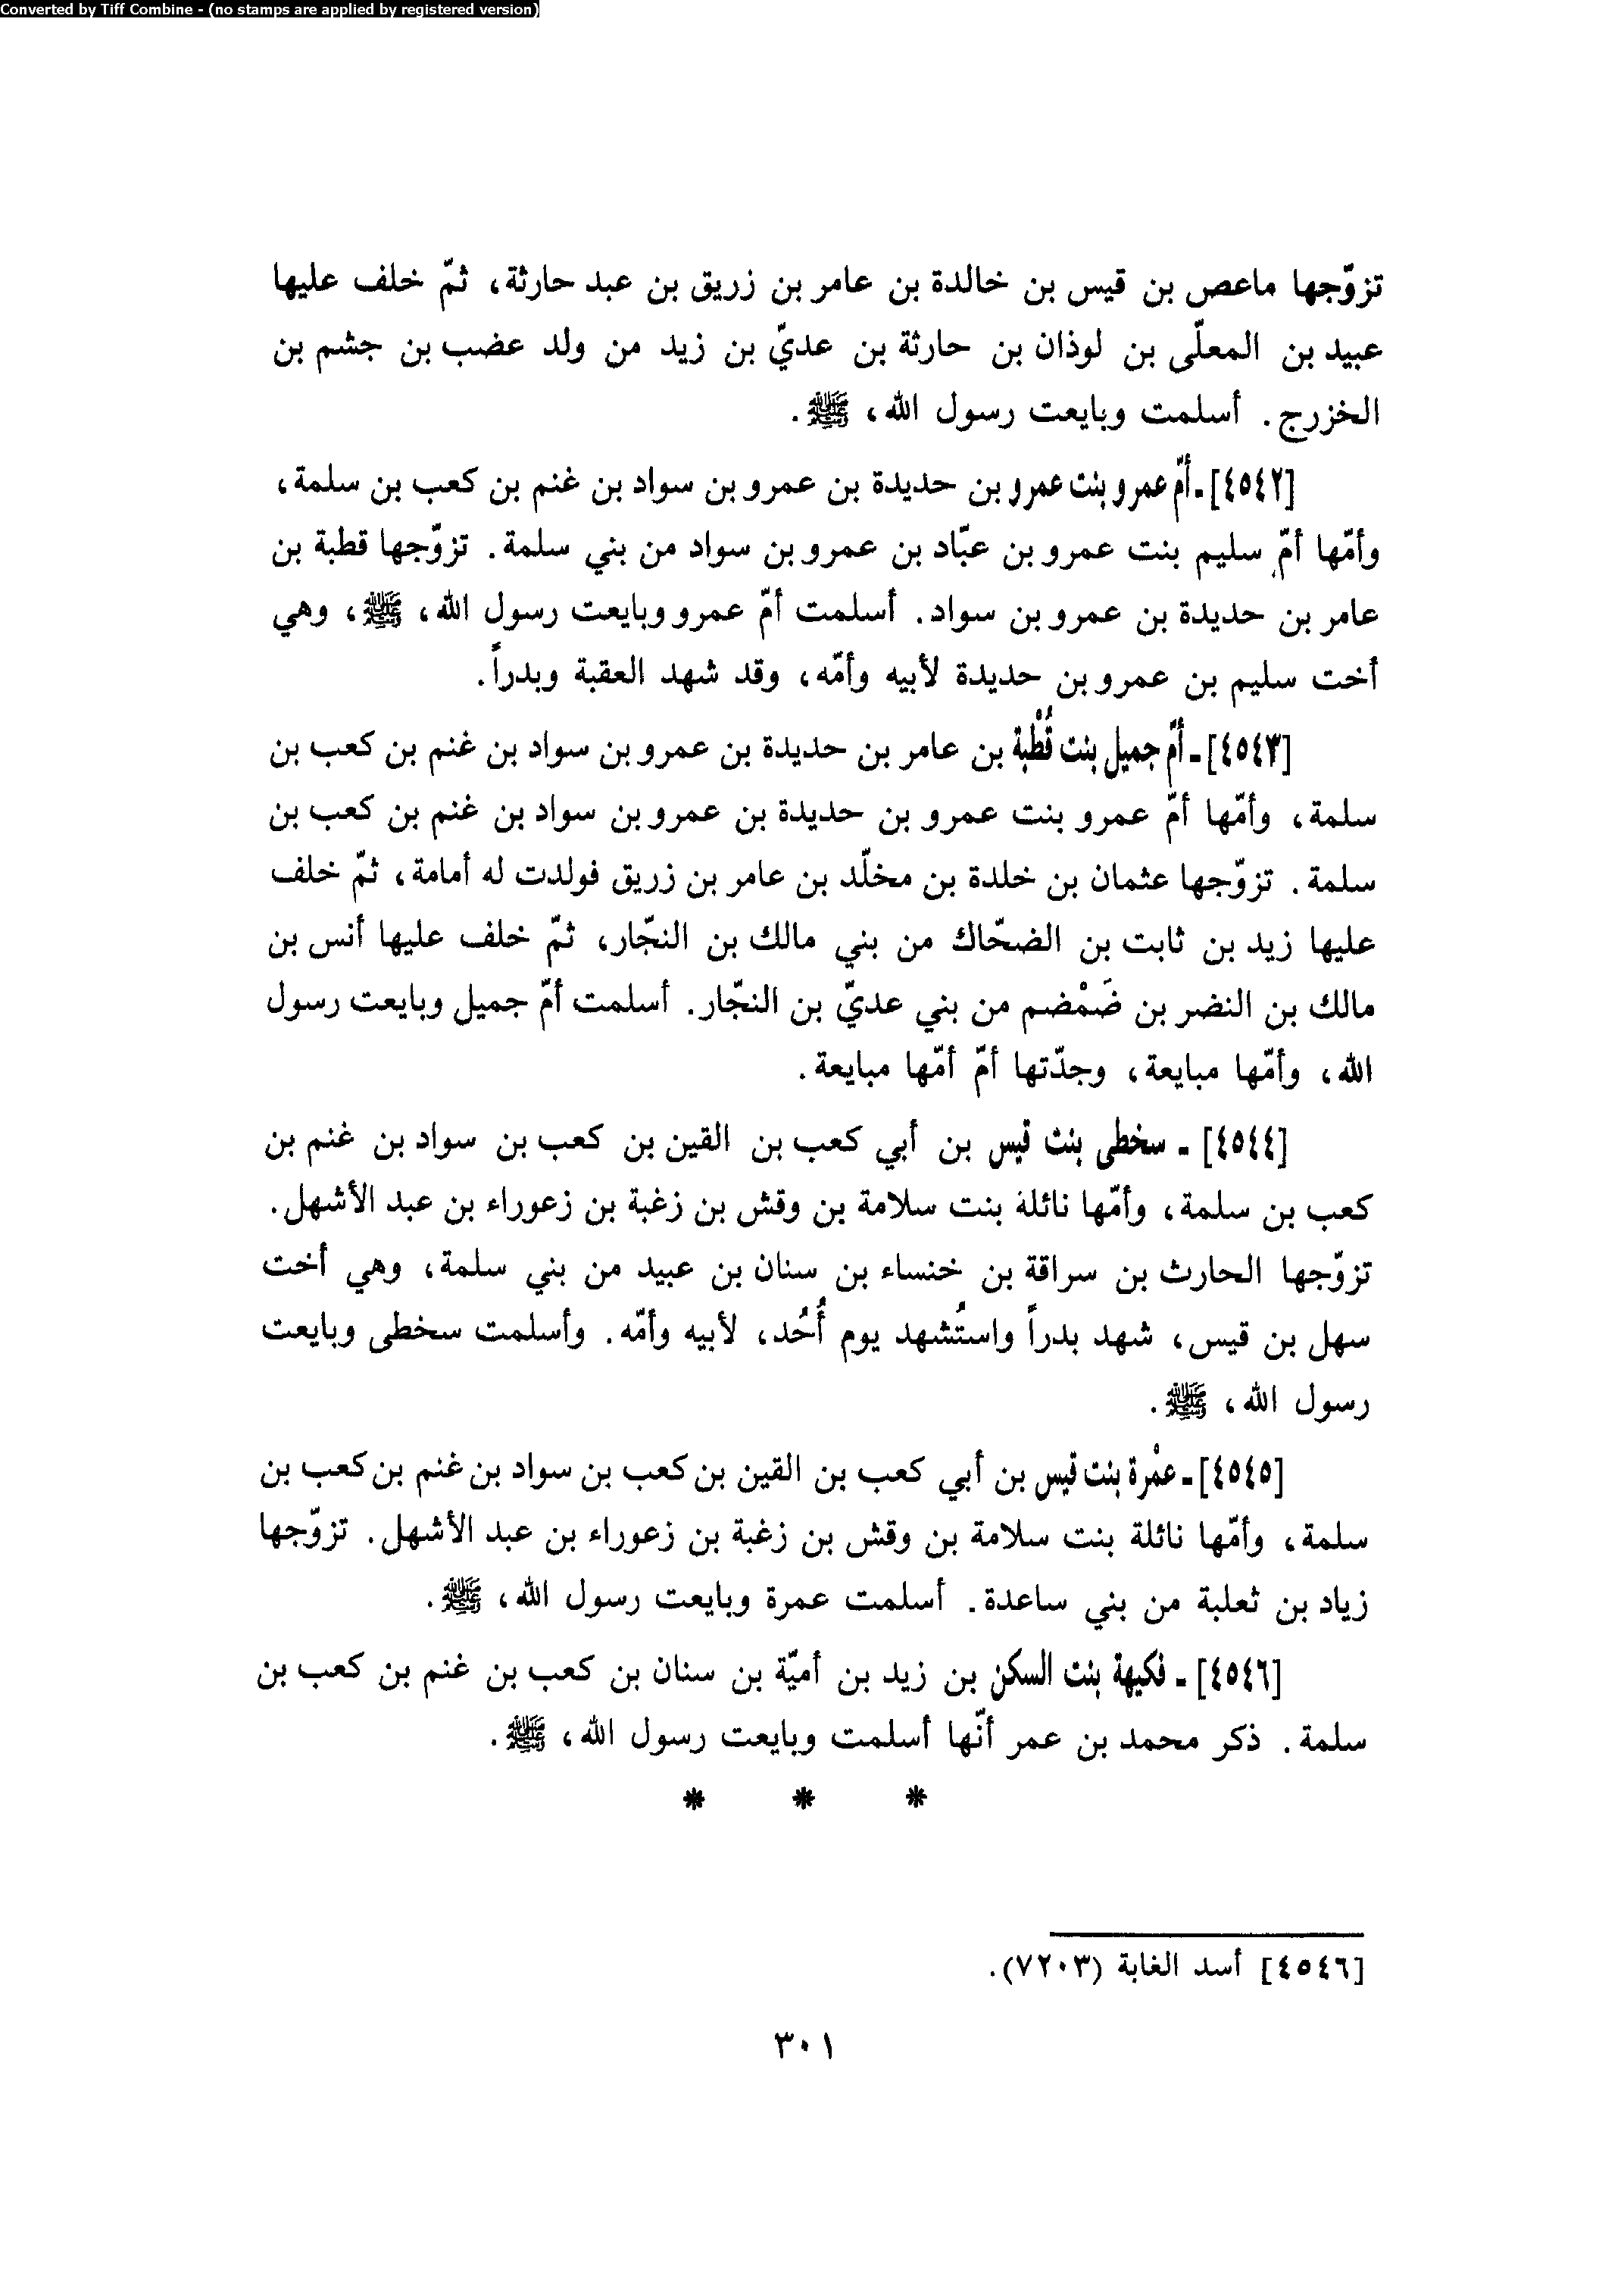 Converted by Tiff Combine - (no stamps are applied by registered version)
تزوّجها ماعص بن قيس بن خالدة بن عامر بن زريق بن عبد حارثة، ثمّ خلف عليها
عبيد بن المعلّى بن لوذان بن حارثة بن عديّ بن زيد من ولد عضب بن جشم بن
الخزرج. أسلمت وبايعت رسول الله، ﷺ.
[٤٥٤٢]ـ أمّ عمرو بنت عمرو بن حديدة بن عمرو بن سواد بن غنم بن كعب بن سلمة،
وأمّها أمّ سليم بنت عمرو بن عبّاد بن عمرو بن سواد من بني سلمة. تزوّجها قطبة بن
عامر بن حديدة بن عمرو بن سواد. أسلمت أمّ عمرو وبايعت رسول الله، ﷺ، وهي
أخت سليم بن عمرو بن حديدة لأبيه وأمّه، وقد شهد العقبة وبدراً.
[٤٥٤٣]ـ أمّ جميل بنت قُطْبة بن عامر بن حديدة بن عمرو بن سواد بن غنم بن كعب بن
سلمة، وأمّها أمّ عمرو بنت عمرو بن حديدة بن عمرو بن سواد بن غنم بن كعب بن
سلمة. تزوّجها عثمان بن خلدة بن مخلّد بن عامر بن زريق فولدت له أمامة، ثمّ خلف
عليها زيد بن ثابت بن الضحّاك من بني مالك بن النجّار، ثمّ خلف عليها أنس بن
مالك بن النضر بن ضَمْضم من بني عديّ بن النجّار. أسلمت أمّ جميل وبايعت رسول
الله، وأمّها مبايعة، وجدّتها أمّ أمّها مبايعة.
[٤٥٤٤] ـ سخطى بنت قيس بن أبي كعب بن القين بن كعب بن سواد بن غنم بن
كعب بن سلمة، وأمّها نائلة بنت سلامة بن وقش بن زغبة بن زعوراء بن عبد الأشهل.
تزوّجها الحارث بن سراقة بن خنساء بن سنان بن عبيد من بني سلمة، وهي أخت
سهل بن قيس، شهد بدراً واستُشهد يوم أُحُد، لأبيه وأمّه. وأسلمت سخطى وبايعت
رسول الله، ﷺ.
[٤٥٤٥]ـ عمْرة بنت قيس بن أبي كعب بن القين بن كعب بن سواد بن غنم بن كعب بن
سلمة، وأمّها نائلة بنت سلامة بن وقش بن زغبة بن زعوراء بن عبد الأشهل. تزوّجها
زياد بن ثعلبة من بني ساعدة. أسلمت عمرة وبايعت رسول الله، ﷺ.
[٤٥٤٦] ـ فكيهة بنت السكن بن زيد بن أميّة بن سنان بن كعب بن غنم بن كعب بن
سلمة. ذكر محمد بن عمر أنّها أسلمت وبايعت رسول الله، ﷺ.
* * *
[٤٥٤٦] أسد الغابة (٧٢٠٣).
٣٠١